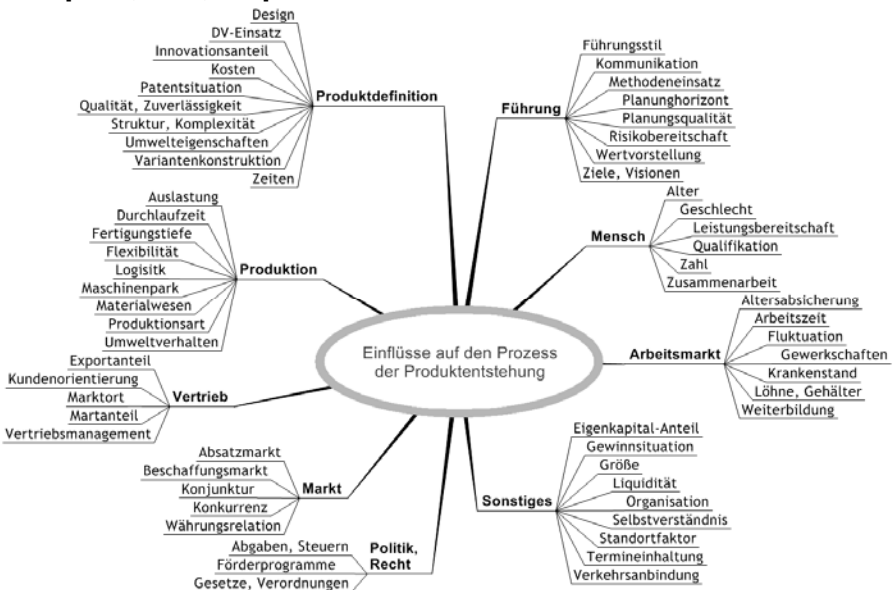 Design
DV-Einsatz
Innovationsanteil
Kosten
Patentsituation
Qualität, Zuverlässigkeit
Struktur, Komplexität
Umwelteigenschaften
Variantenkonstruktion
Zeiten
Produktdefinition
Führung
Führungsstil
Kommunikation
Methodeneinsatz
Planunghorizont
Planungsqualität
Risikobereitschaft
Wertvorstellung
Ziele, Visionen
Auslastung
Durchlaufzeit
Fertigungstiefe
Flexibilität
Logisitk
Maschinenpark
Materialwesen
Produktionsart
Umweltverhalten
Produktion
Mensch
Alter
Geschlecht
Leistungsbereitschaft
Qualifikation
Zahl
Zusammenarbeit
Einflüsse auf den Prozess
der Produktentstehung
Arbeitsmarkt
Altersabsicherung
Arbeitszeit
Fluktuation
Gewerkschaften
Krankenstand
Löhne, Gehälter
Weiterbildung
Exportanteil
Kundenorientierung
Marktort
Martanteil
Vertriebsmanagement
Vertrieb
Absatzmarkt
Beschaffungsmarkt
Konjunktur
Konkurrenz
Währungsrelation
Markt
Sonstiges
Eigenkapital-Anteil
Gewinnsituation
Größe
Liquidität
Organisation
Selbstverständnis
Standortfaktor
Termineinhaltung
Verkehrsanbindung
Abgaben, Steuern
Förderprogramme
Gesetze, Verordnungen
Politik,
Recht